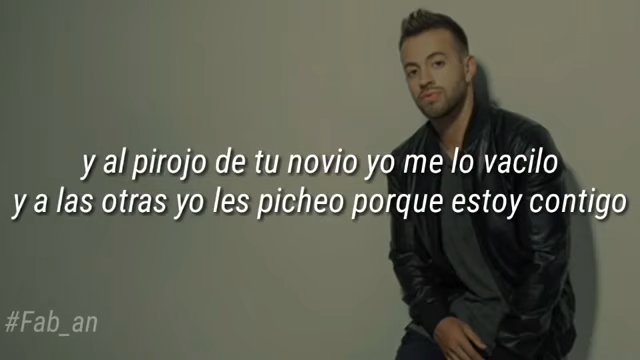 y al pirojo de tu novio yo me lo vacilo
y a las otras yo les picheo porque estoy contigo
#Fab_an